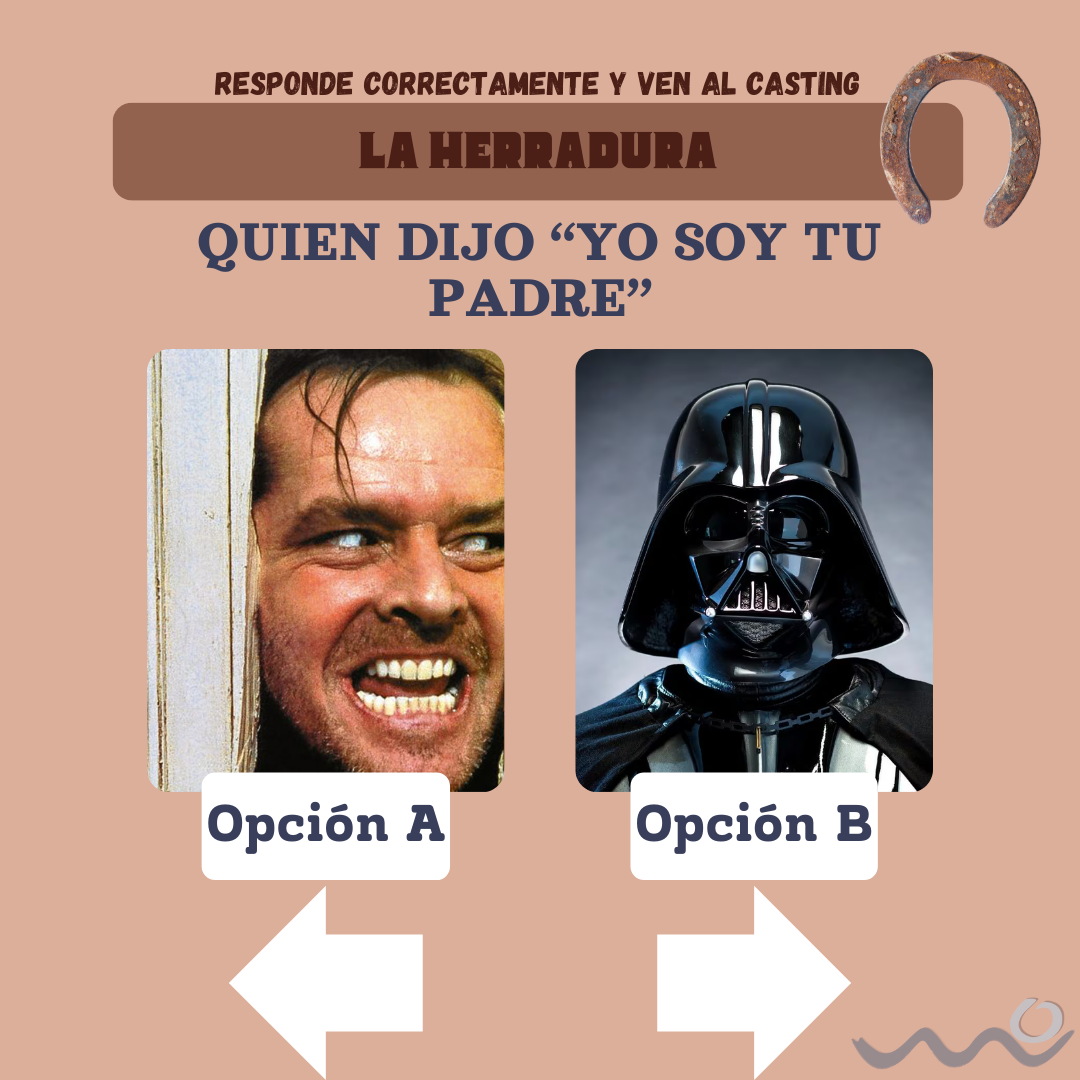 RESPONDE CORRECTAMENTE Y VEN AL CASTING
LA HERRADURA
QUIEN DIJO “YO SOY TU
PADRE”
Opción A
Opción B